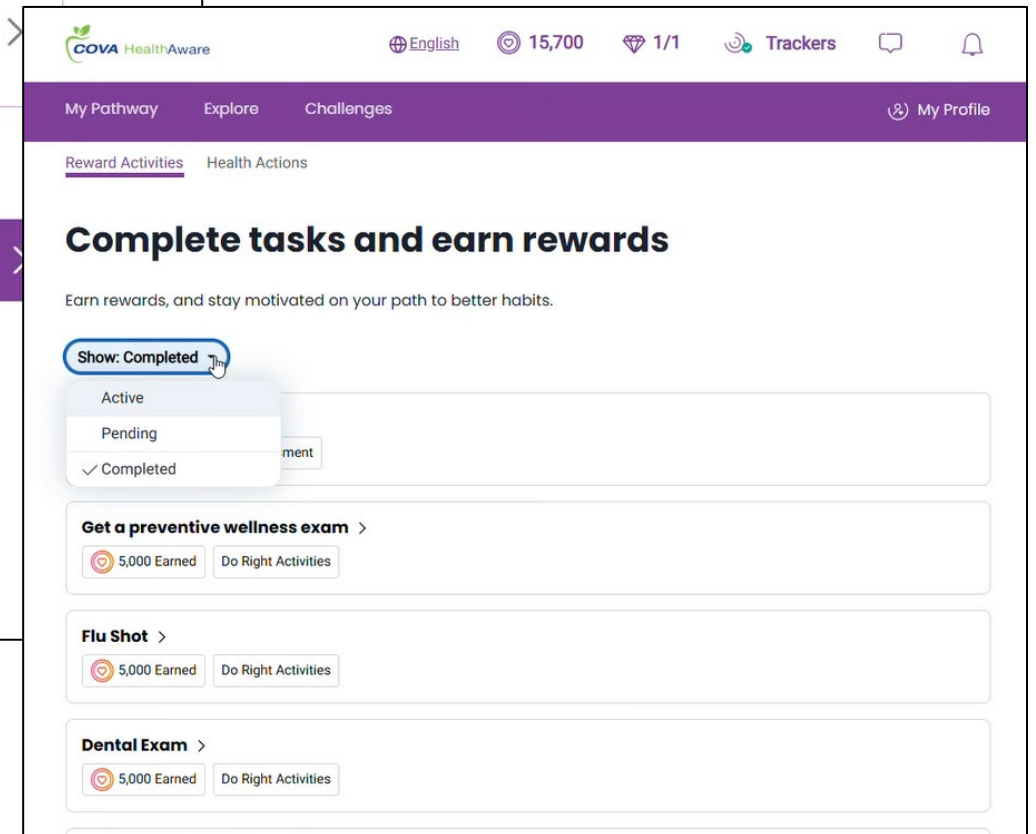 COVA HealthAware
English 15,700 1/1 Trackers
My Pathway Explore Challenges My Profile
Reward Activities Health Actions
Complete tasks and earn rewards
Earn rewards, and stay motivated on your path to better habits.
Show: Completed
Active
Pending
Completed
Get a preventive wellness exam
5,000 Earned Do Right Activities
Flu Shot
5,000 Earned Do Right Activities
Dental Exam
5,000 Earned Do Right Activities